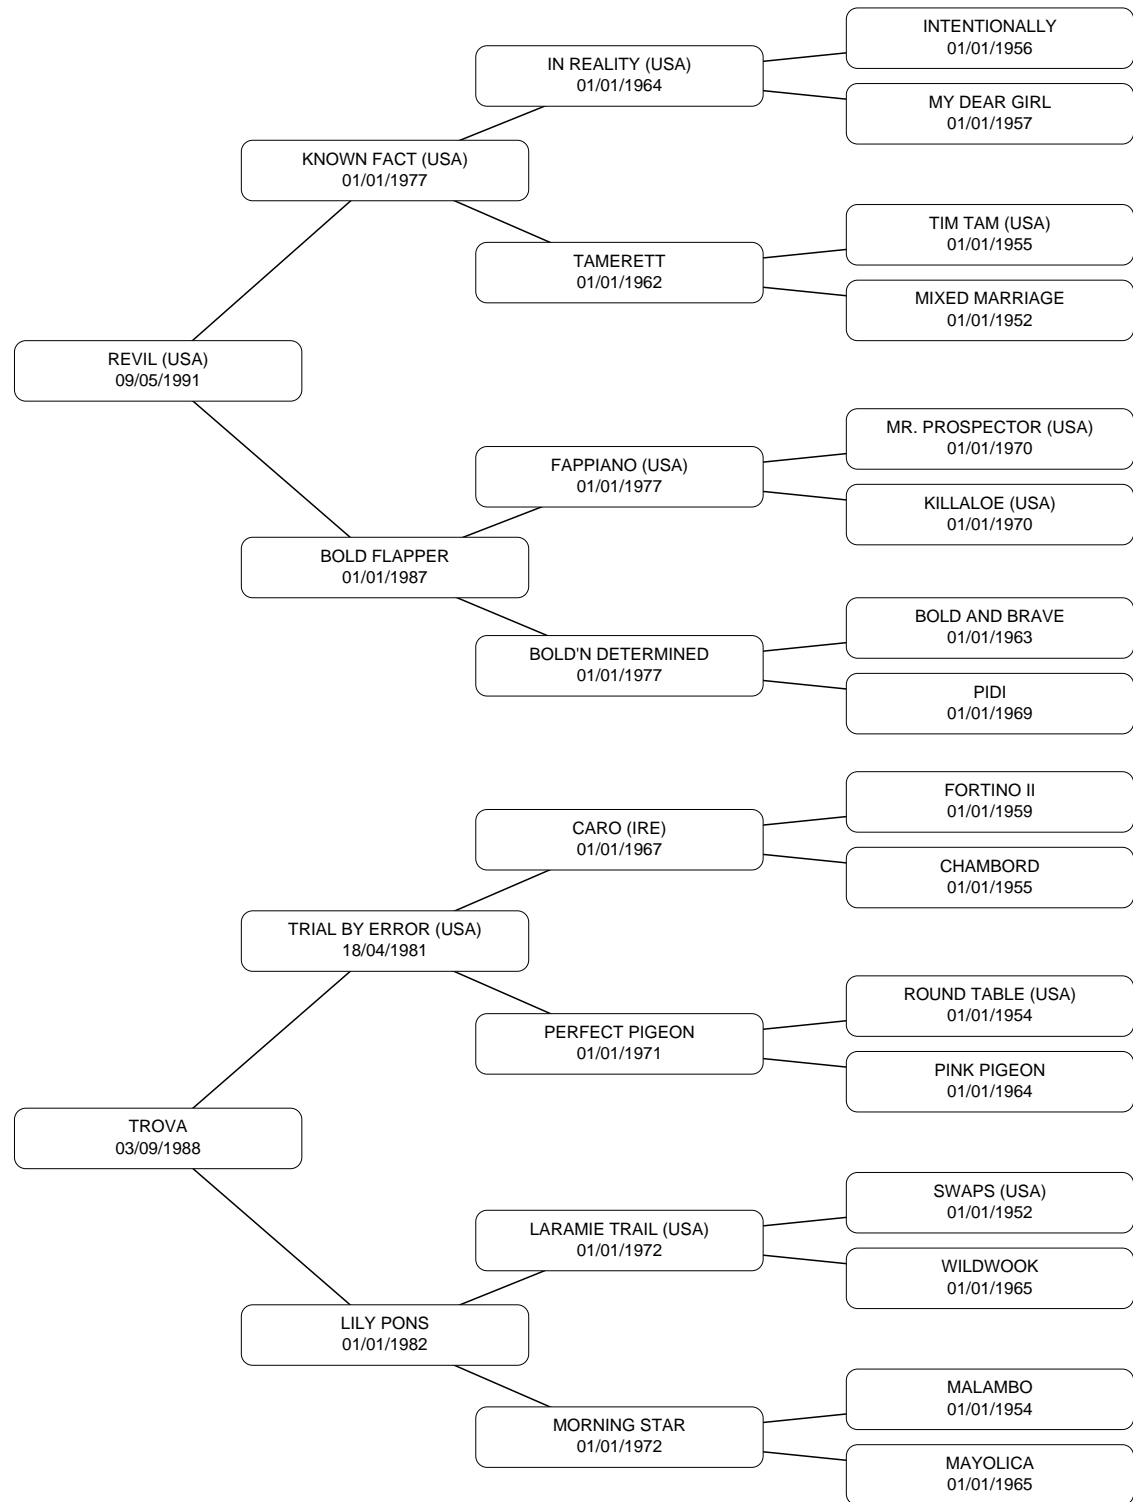 INTENTIONALLY
01/01/1956
IN REALITY (USA)
01/01/1964
MY DEAR GIRL
01/01/1957
KNOWN FACT (USA)
01/01/1977
TIM TAM (USA)
01/01/1955
TAMERETT
01/01/1962
MIXED MARRIAGE
01/01/1952
REVIL (USA)
09/05/1991
MR. PROSPECTOR (USA)
01/01/1970
FAPPIANO (USA)
01/01/1977
KILLALOE (USA)
01/01/1970
BOLD FLAPPER
01/01/1987
BOLD AND BRAVE
01/01/1963
BOLD'N DETERMINED
01/01/1977
PIDI
01/01/1969
FORTINO II
01/01/1959
CARO (IRE)
01/01/1967
CHAMBORD
01/01/1955
TRIAL BY ERROR (USA)
18/04/1981
ROUND TABLE (USA)
01/01/1954
PERFECT PIGEON
01/01/1971
PINK PIGEON
01/01/1964
TROVA
03/09/1988
SWAPS (USA)
01/01/1952
LARAMIE TRAIL (USA)
01/01/1972
WILDWOOK
01/01/1965
LILY PONS
01/01/1982
MALAMBO
01/01/1954
MORNING STAR
01/01/1972
MAYOLICA
01/01/1965